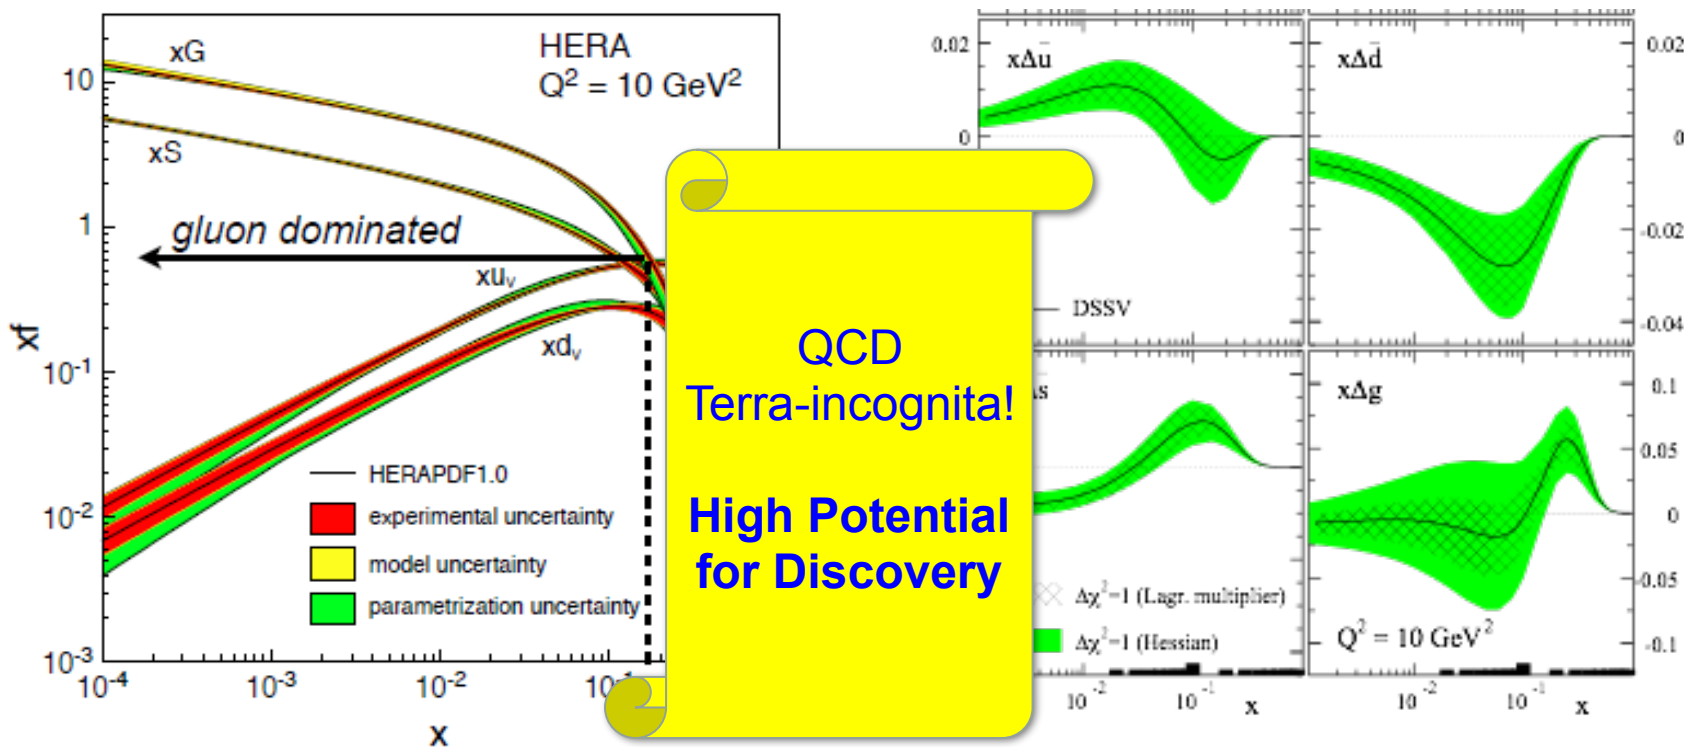 HERA
Q² = 10 GeV²
xG
xS
gluon dominated
xuᵥ
xdᵥ
xf
10
1
10⁻¹
10⁻²
10⁻³
HERAPDF1.0
experimental uncertainty
model uncertainty
parametrization uncertainty
10⁻⁴ 10⁻³ 10⁻²
x
QCD
Terra-incognita!
High Potential
for Discovery
0.02
0
xΔū
DSSV
xΔd̄
0.02
0
-0.02
-0.04
Δχ²=1 (Lagr. multiplier)
Δχ²=1 (Hessian)
10⁻² 10⁻¹ x
xΔg
0.1
0.05
0
-0.05
-0.1
Q² = 10 GeV²
10⁻² 10⁻¹ x